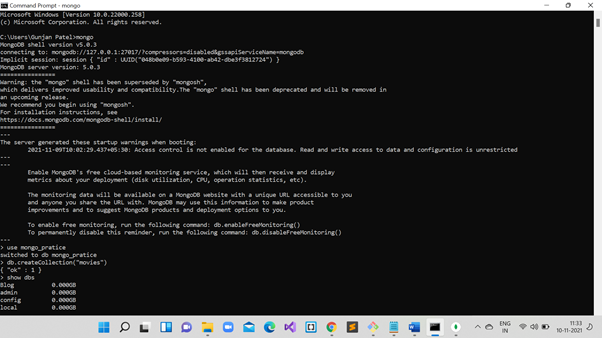 Command Prompt - mongo
Microsoft Windows [Version 10.0.22000.258]
(c) Microsoft Corporation. All rights reserved.
C:\Users\Gunjan Patel>mongo
MongoDB shell version v5.0.3
connecting to: mongodb://127.0.0.1:27017/?compressors=disabled&gssapiServiceName=mongodb
Implicit session: session { "id" : UUID("048b0e09-b593-4100-ab42-dbe3f3812724") }
MongoDB server version: 5.0.3
================
Warning: the "mongo" shell has been superseded by "mongosh",
which delivers improved usability and compatibility.The "mongo" shell has been deprecated and will be removed in
an upcoming release.
We recommend you begin using "mongosh".
For installation instructions, see
https://docs.mongodb.com/mongodb-shell/install/
================
---
The server generated these startup warnings when booting:
2021-11-09T10:02:29.437+05:30: Access control is not enabled for the database. Read and write access to data and configuration is unrestricted
---
---
Enable MongoDB's free cloud-based monitoring service, which will then receive and display
metrics about your deployment (disk utilization, CPU, operation statistics, etc).
The monitoring data will be available on a MongoDB website with a unique URL accessible to you
and anyone you share the URL with. MongoDB may use this information to make product
improvements and to suggest MongoDB products and deployment options to you.
To enable free monitoring, run the following command: db.enableFreeMonitoring()
To permanently disable this reminder, run the following command: db.disableFreeMonitoring()
---
> use mongo_pratice
switched to db mongo_pratice
> db.createCollection("movies")
{ "ok" : 1 }
> show dbs
Blog 0.000GB
admin 0.000GB
config 0.000GB
local 0.000GB
ENG
IN
11:33
10-11-2021